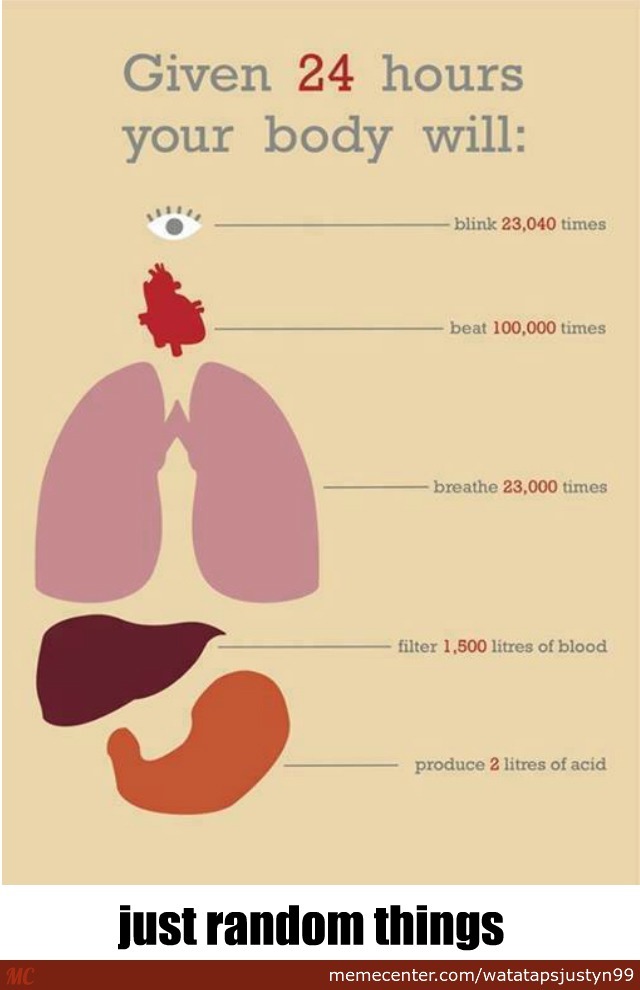 Given 24 hours
your body will:
blink 23,040 times
beat 100,000 times
breathe 23,000 times
filter 1,500 litres of blood
produce 2 litres of acid
just random things
MC
memecenter.com/watatapsjustyn99